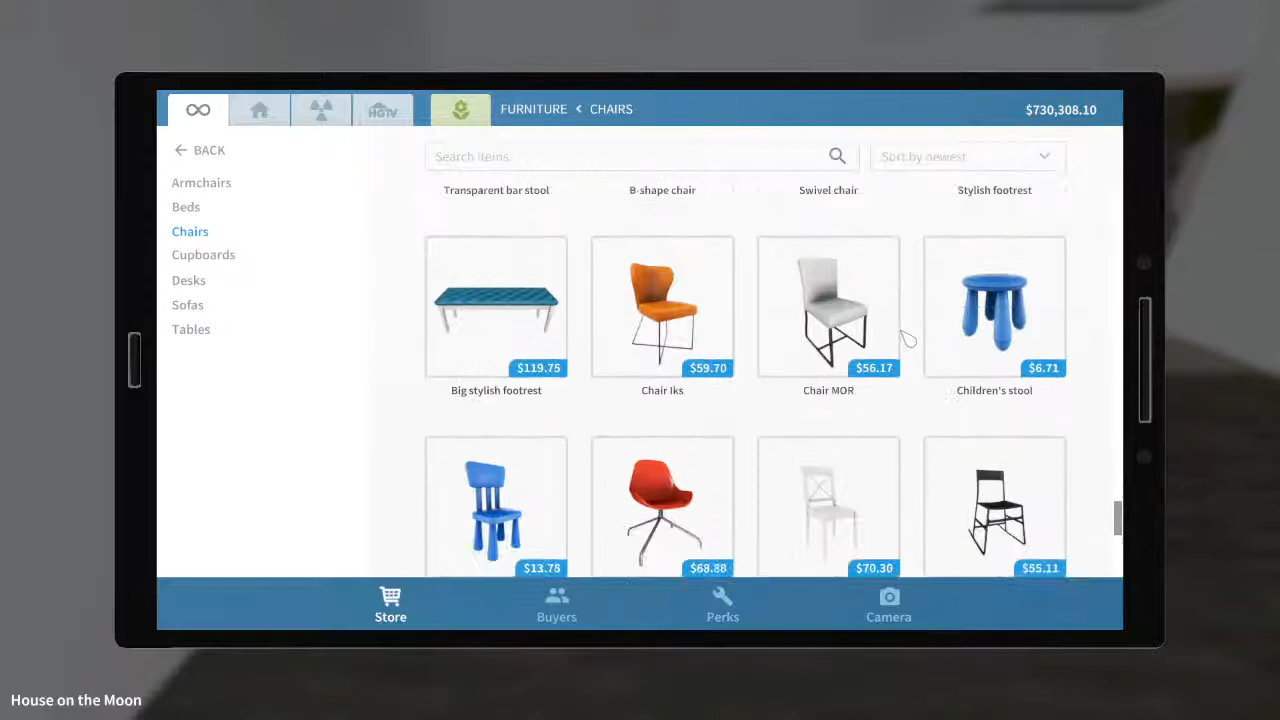 HGTV
FURNITURE < CHAIRS
$730,308.10
BACK
Search items.
Sort by newest
Armchairs
Beds
Chairs
Cupboards
Desks
Sofas
Tables
Transparent bar stool
B-shape chair
Swivel chair
Stylish footrest
$119.75
$59.70
$56.17
$6.71
Big stylish footrest
Chair Iks
Chair MOR
Children's stool
$13.75
$68.88
$70.30
$55.11
Store
Buyers
Perks
Camera
House on the Moon